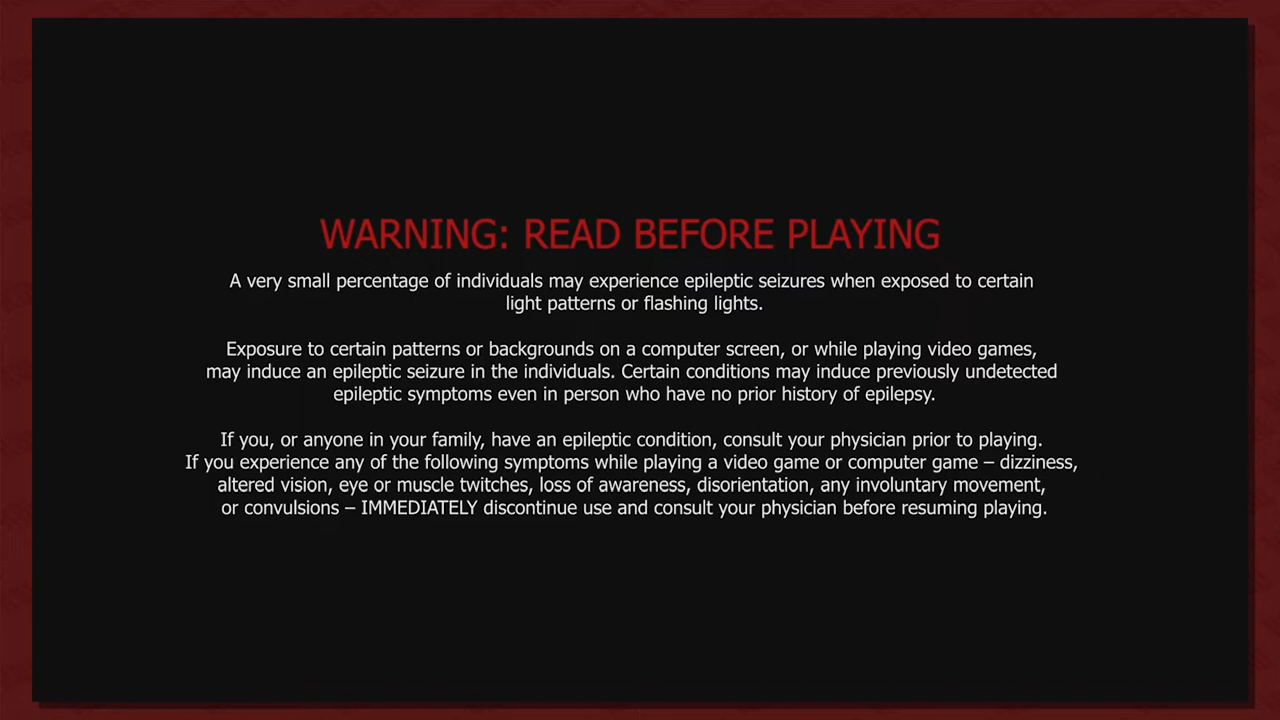 WARNING: READ BEFORE PLAYING
A very small percentage of individuals may experience epileptic seizures when exposed to certain
light patterns or flashing lights.
Exposure to certain patterns or backgrounds on a computer screen, or while playing video games,
may induce an epileptic seizure in the individuals. Certain conditions may induce previously undetected
epileptic symptoms even in person who have no prior history of epilepsy.
If you, or anyone in your family, have an epileptic condition, consult your physician prior to playing.
If you experience any of the following symptoms while playing a video game or computer game – dizziness,
altered vision, eye or muscle twitches, loss of awareness, disorientation, any involuntary movement,
or convulsions – IMMEDIATELY discontinue use and consult your physician before resuming playing.